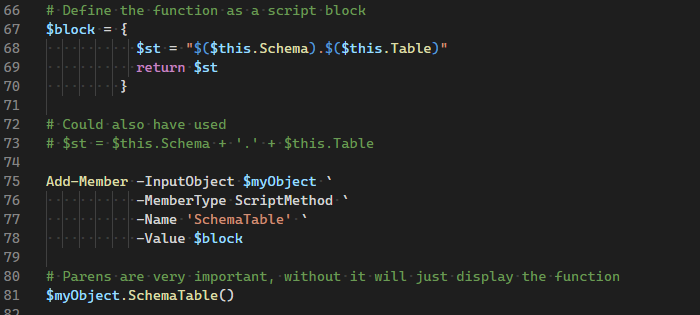 66 # Define the function as a script block
67 $block = {
68 $st = "$($this.Schema).$($this.Table)"
69 return $st
70 }
71
72 # Could also have used
73 # $st = $this.Schema + '.' + $this.Table
74
75 Add-Member -InputObject $myObject `
76 -MemberType ScriptMethod `
77 -Name 'SchemaTable' `
78 -Value $block
79
80 # Parens are very important, without it will just display the function
81 $myObject.SchemaTable()
82